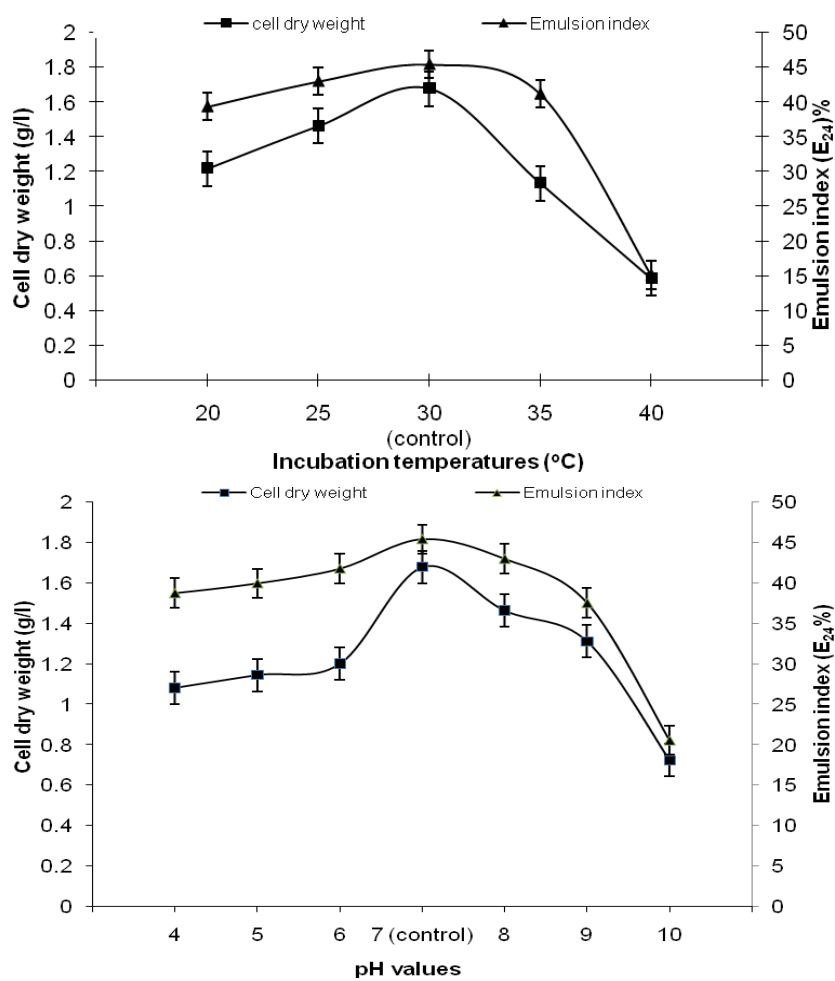 cell dry weight Emulsion index
2 50
1.8 45
1.6 40
1.4 35
1.2 30
1 25
0.8 20
0.6 15
0.4 10
0.2 5
0 0
Cell dry weight (g/l)
Emulsion index (E24)%
20 25 30 35 40
(control)
Incubation temperatures (oC)
Cell dry weight Emulsion index
2 50
1.8 45
1.6 40
1.4 35
1.2 30
1 25
0.8 20
0.6 15
0.4 10
0.2 5
0 0
Cell dry weight (g/l)
Emulsion index (E24%)
4 5 6 7 (control) 8 9 10
pH values